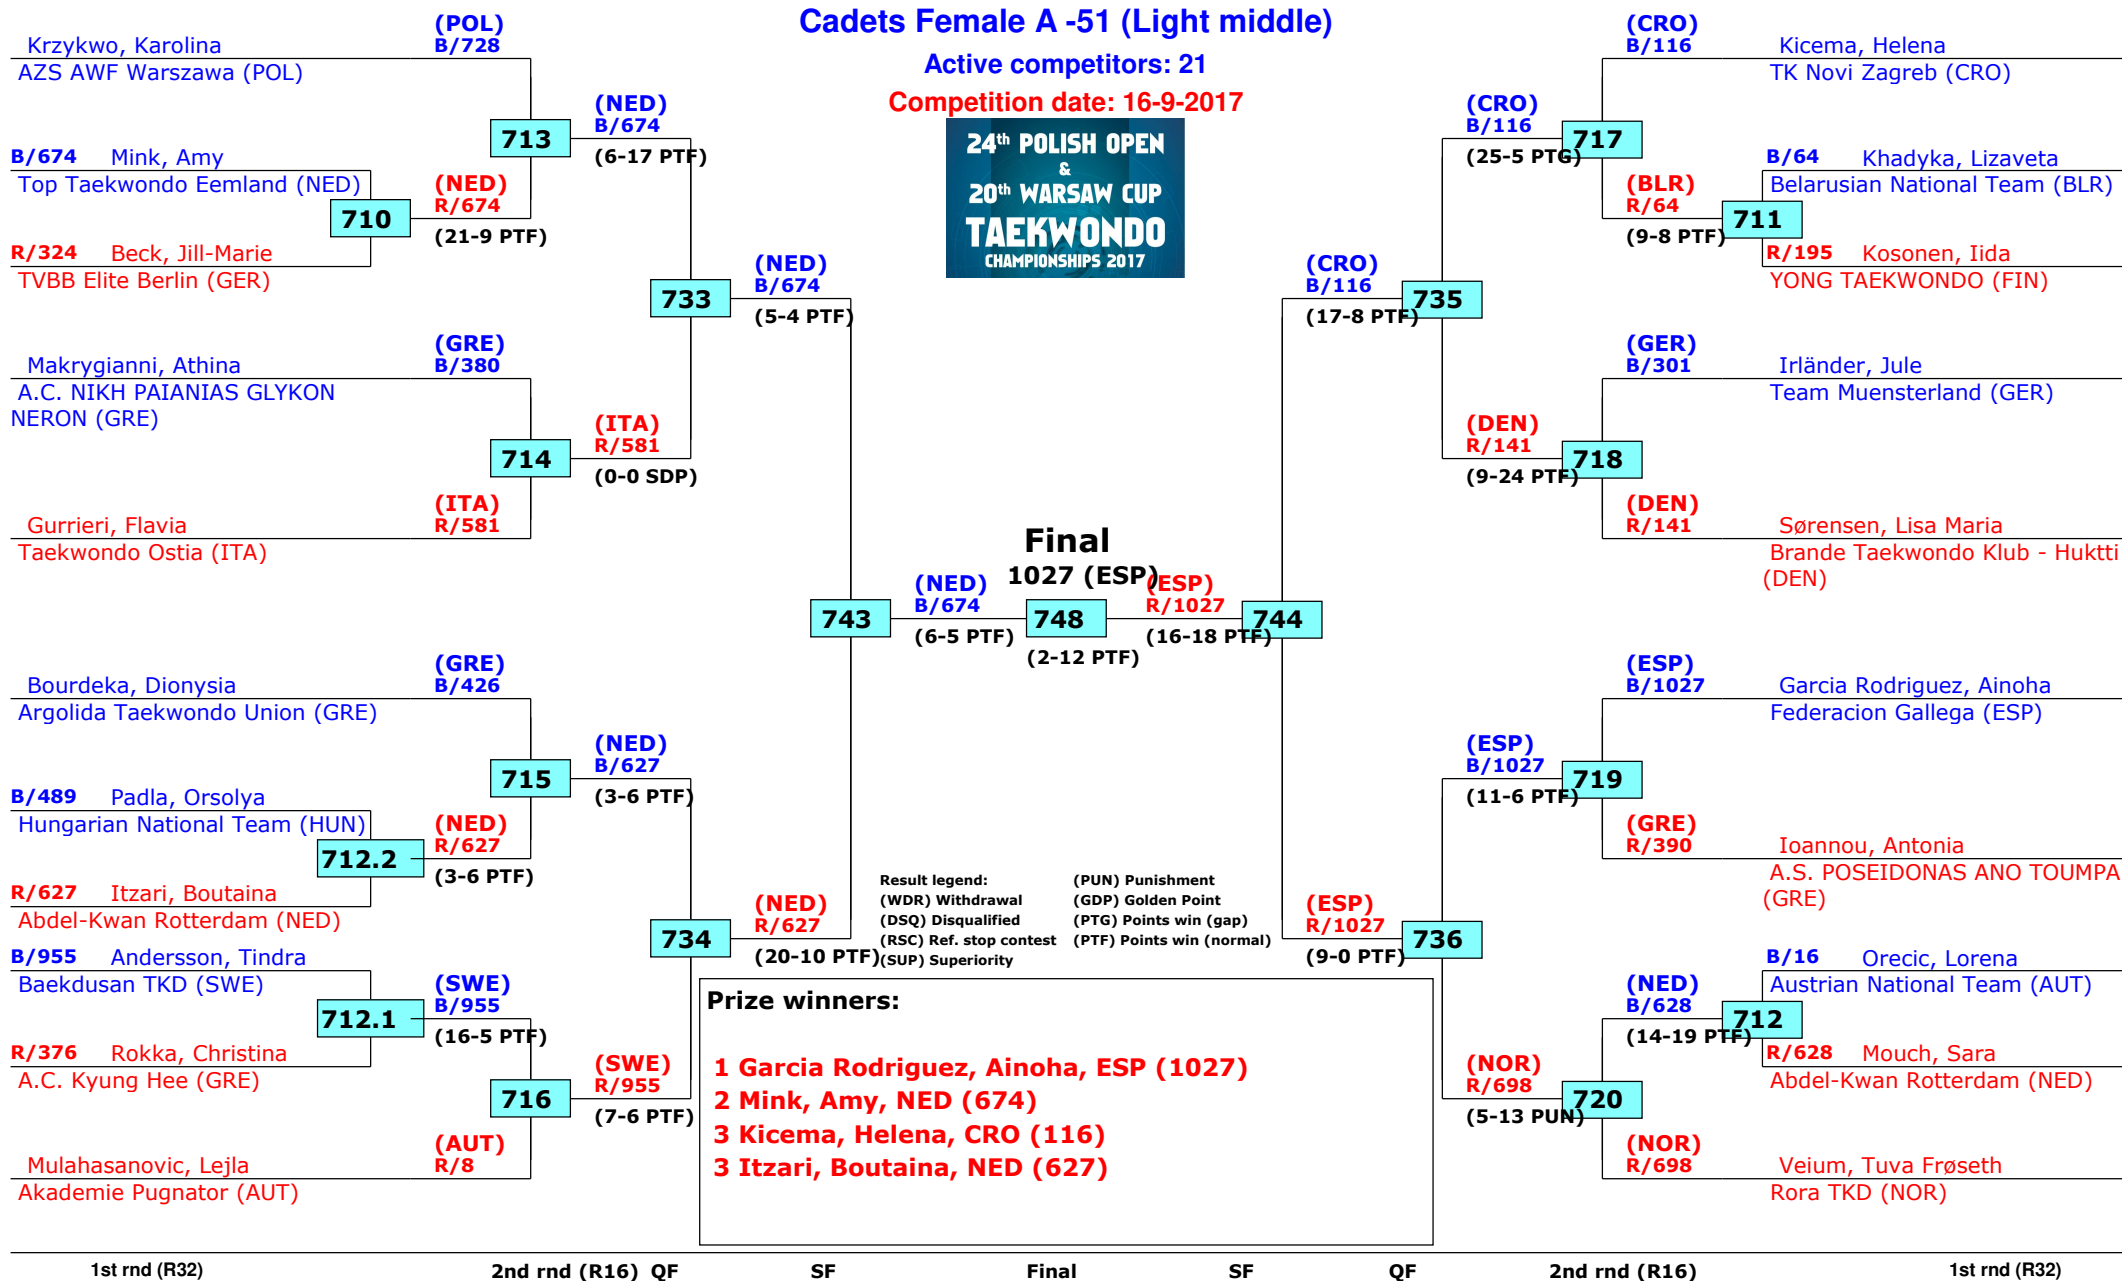 Cadets Female A -51 (Light middle)
Active competitors: 21
Competition date: 16-9-2017
24th POLISH OPEN
&
20th WARSAW CUP
TAEKWONDO
CHAMPIONSHIPS 2017
(POL)
B/728
Krzykwo, Karolina
AZS AWF Warszawa (POL)
713
(NED)
B/674
(6-17 PTF)
B/674 Mink, Amy
Top Taekwondo Eemland (NED)
710
(NED)
R/674
(21-9 PTF)
R/324 Beck, Jill-Marie
TVBB Elite Berlin (GER)
733
(NED)
B/674
(5-4 PTF)
(GRE)
B/380
Makrygianni, Athina
A.C. NIKH PAIANIAS GLYKON
NERON (GRE)
714
(ITA)
R/581
(0-0 SDP)
(ITA)
R/581
Gurrieri, Flavia
Taekwondo Ostia (ITA)
743
(NED)
B/674
(6-5 PTF)
(GRE)
B/426
Bourdeka, Dionysia
Argolida Taekwondo Union (GRE)
715
(NED)
B/627
(3-6 PTF)
B/489 Padla, Orsolya
Hungarian National Team (HUN)
712.2
(NED)
R/627
(3-6 PTF)
R/627 Itzari, Boutaina
Abdel-Kwan Rotterdam (NED)
734
(NED)
R/627
(20-10 PTF)
B/955 Andersson, Tindra
Baekdusan TKD (SWE)
712.1
(SWE)
B/955
(16-5 PTF)
R/376 Rokka, Christina
A.C. Kyung Hee (GRE)
716
(SWE)
R/955
(7-6 PTF)
(AUT)
R/8
Mulahasanovic, Lejla
Akademie Pugnator (AUT)
Final
1027 (ESP)
748
(2-12 PTF)
(ESP)
R/1027
(16-18 PTF)
744
(CRO)
B/116
Kicema, Helena
TK Novi Zagreb (CRO)
(CRO)
B/116
(25-5 PTG)
717
B/64 Khadyka, Lizaveta
Belarusian National Team (BLR)
(BLR)
R/64
(9-8 PTF)
711
R/195 Kosonen, Iida
YONG TAEKWONDO (FIN)
(CRO)
B/116
(17-8 PTF)
735
(GER)
B/301
Irländer, Jule
Team Muensterland (GER)
(DEN)
R/141
(9-24 PTF)
718
(DEN)
R/141
Sørensen, Lisa Maria
Brande Taekwondo Klub - Huktti
(DEN)
(ESP)
B/1027
Garcia Rodriguez, Ainoha
Federacion Gallega (ESP)
(ESP)
B/1027
(11-6 PTF)
719
(GRE)
R/390
Ioannou, Antonia
A.S. POSEIDONAS ANO TOUMPA
(GRE)
(ESP)
R/1027
(9-0 PTF)
736
B/16 Orecic, Lorena
Austrian National Team (AUT)
(NED)
B/628
(14-19 PTF)
712
R/628 Mouch, Sara
Abdel-Kwan Rotterdam (NED)
(NOR)
R/698
(5-13 PUN)
720
(NOR)
R/698
Veium, Tuva Frøseth
Rora TKD (NOR)
Result legend: (PUN) Punishment
(WDR) Withdrawal (GDP) Golden Point
(DSQ) Disqualified (PTG) Points win (gap)
(RSC) Ref. stop contest (PTF) Points win (normal)
(SUP) Superiority
Prize winners:
1 Garcia Rodriguez, Ainoha, ESP (1027)
2 Mink, Amy, NED (674)
3 Kicema, Helena, CRO (116)
3 Itzari, Boutaina, NED (627)
1st rnd (R32) 2nd rnd (R16) QF SF Final SF QF 2nd rnd (R16) 1st rnd (R32)